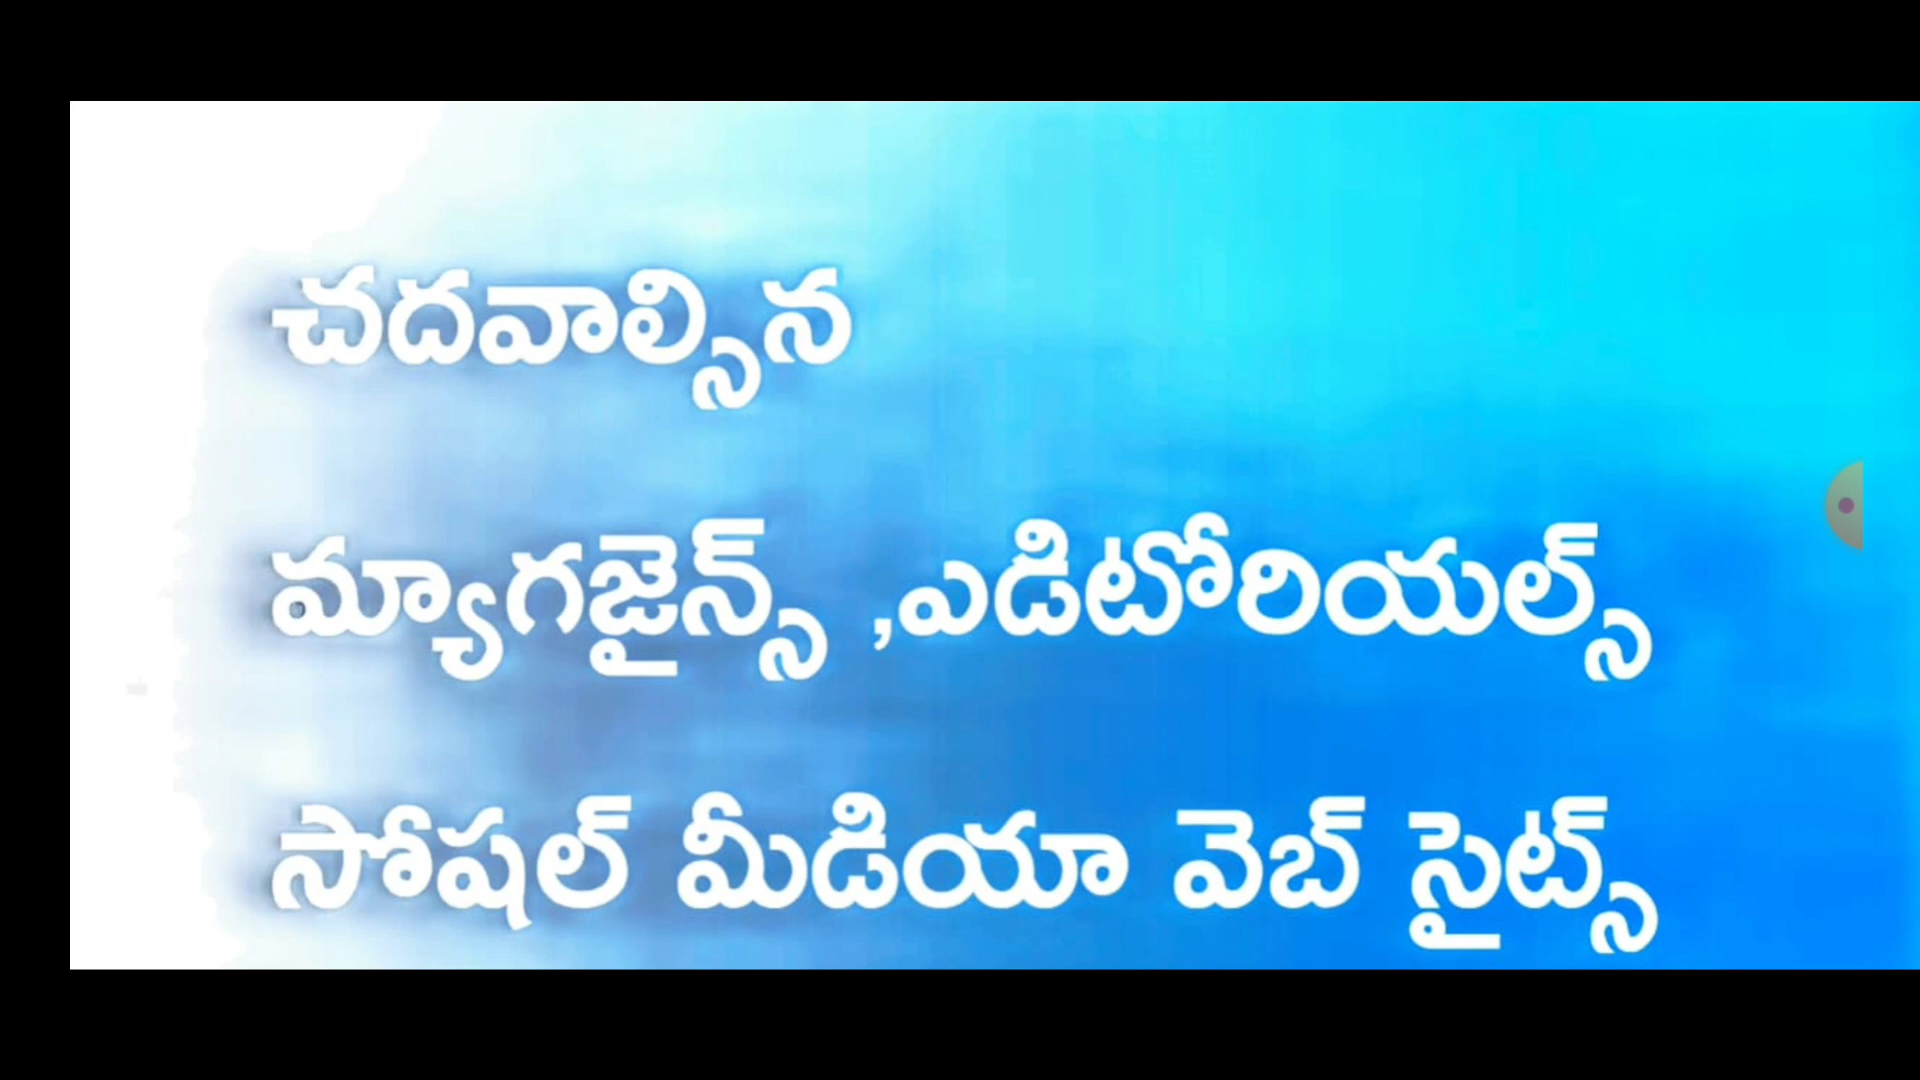 చదవాల్సిన
మ్యాగజైన్స్ ,ఎడిటోరియల్స్
సోషల్ మీడియా వెబ్ సైట్స్